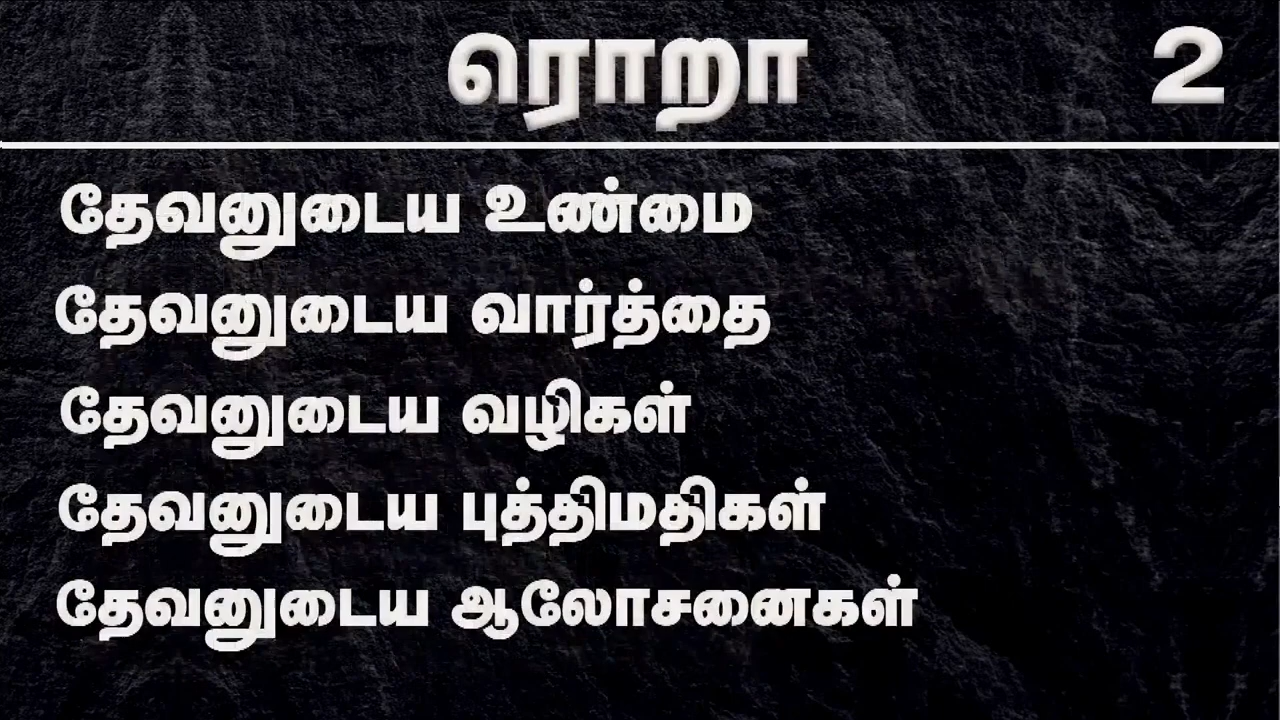 ரொறா 2
தேவனுடைய உண்மை
தேவனுடைய வார்த்தை
தேவனுடைய வழிகள்
தேவனுடைய புத்திமதிகள்
தேவனுடைய ஆலோசனைகள்